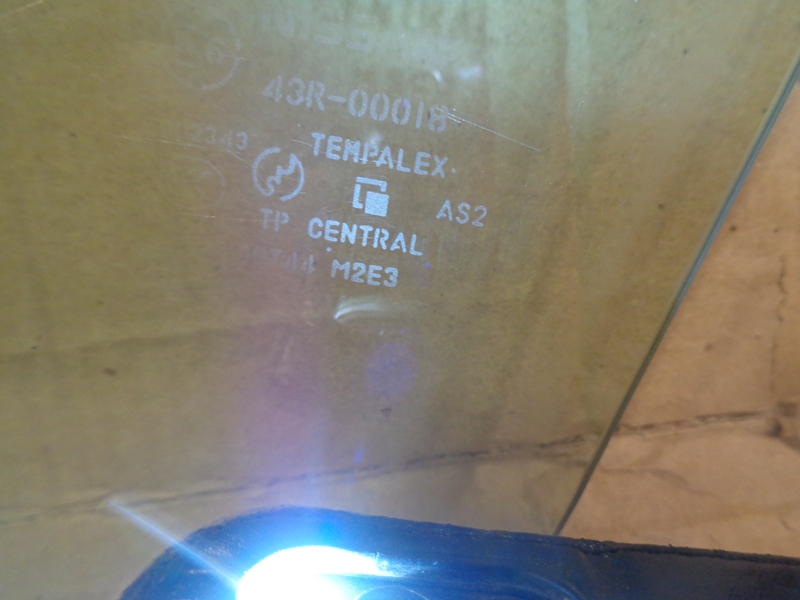 43R-00018
TEMPALEX
AS2
TP CENTRAL
M2E3